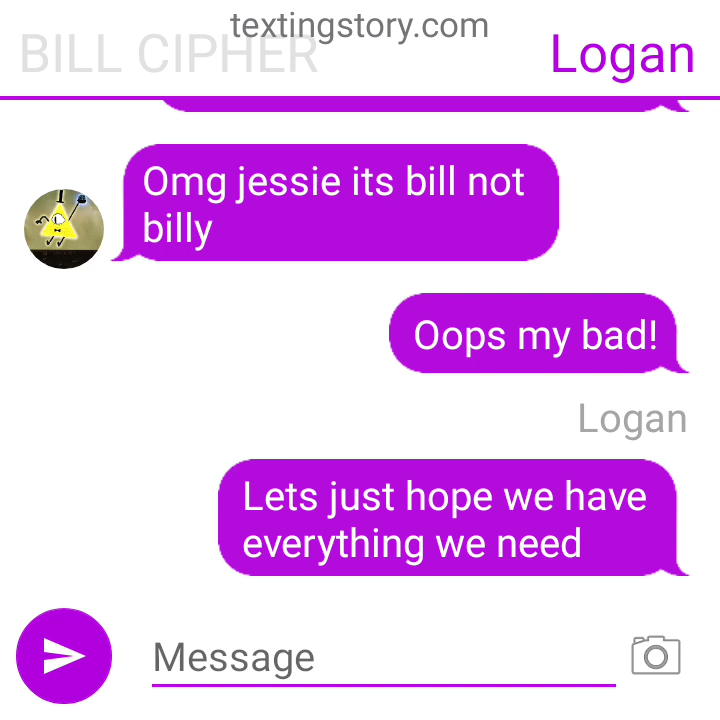 textingstory.com
BILL CIPHER
Logan
Omg jessie its bill not
billy
Oops my bad!
Logan
Lets just hope we have
everything we need
Message